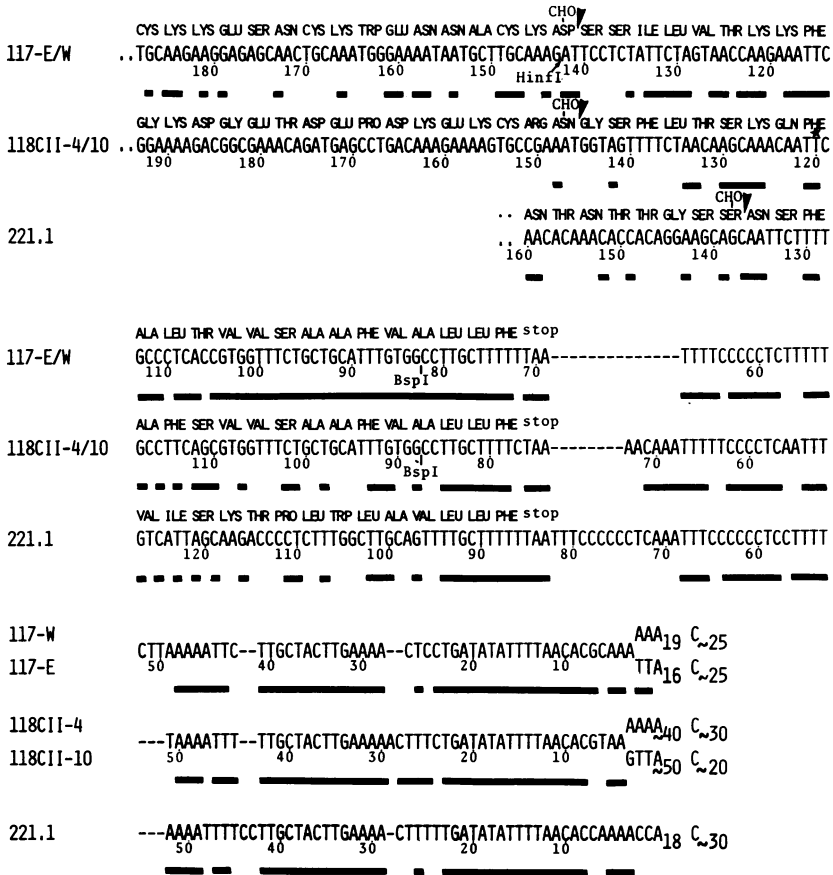 CHO
CYS LYS LYS GLU SER ASN CYS LYS TRP GLU ASN ASN ALA CYS LYS ASP SER SER ILE LEU VAL THR LYS LYS PHE
117-E/W ..TGCAAGAAGGAGAGCAACTGCAAATGGGAAAATAATGCTTGCAAAGATTCCTCTATTCTAGTAACCAAGAAATTC
180 170 160 150 140 130 120
HinfI
CHO
GLY LYS ASP GLY GLU THR ASP GLU PRO ASP LYS GLU LYS CYS ARG ASN GLY SER PHE LEU THR SER LYS GLN PHE
118CII-4/10 ..GGAAAAGACGGCGAAACAGATGAGCCTGACAAAGAAAAGTGCCGAAATGGTAGTTTTCTAACAAGCAAACAATTC
190 180 170 160 150 140 130 120
CHO
.. ASN THR ASN THR THR GLY SER SER ASN SER PHE
221.1 .. AACACAAACACCACAGGAAGCAGCAATTCTTTT
160 150 140 130
ALA LEU THR VAL VAL SER ALA ALA PHE VAL ALA LEU LEU PHE stop
117-E/W GCCCTCACCGTGGTTTCTGCTGCATTTGTGGCCTTGCTTTTTTAA--------------TTTTCCCCCTCTTTTT
110 100 90 80 70 60
BspI
ALA PHE SER VAL VAL SER ALA ALA PHE VAL ALA LEU LEU PHE stop
118CII-4/10 GCCTTCAGCGTGGTTTCTGCTGCATTTGTGGCCTTGCTTTTCTAA--------AACAAATTTTTCCCCTCAATTT
110 100 90 80 70 60
BspI
VAL ILE SER LYS THR PRO LEU TRP LEU ALA VAL LEU LEU PHE stop
221.1 GTCATTAGCAAGACCCCTCTTTGGCTTGCAGTTTTGCTTTTTTAATTTCCCCCCTCAAATTTCCCCCCTCCTTTT
120 110 100 90 80 70 60
117-W AAA19 C~25
CTTAAAAATTC--TTGCTACTTGAAAA--CTCCTGATATATTTTAACACGCAAA
50 40 30 20 10
117-E TTA16 C~25
118CII-4 AAAA~40 C~30
---TAAAATTT--TTGCTACTTGAAAAACTTTCTGATATATTTTAACACGTAA
50 40 30 20 10
118CII-10 GTTA~50 C~20
221.1 ---AAAATTTTCCTTGCTACTTGAAAA-CTTTTTGATATATTTTAACACCAAAACCA18 C~30
50 40 30 20 10